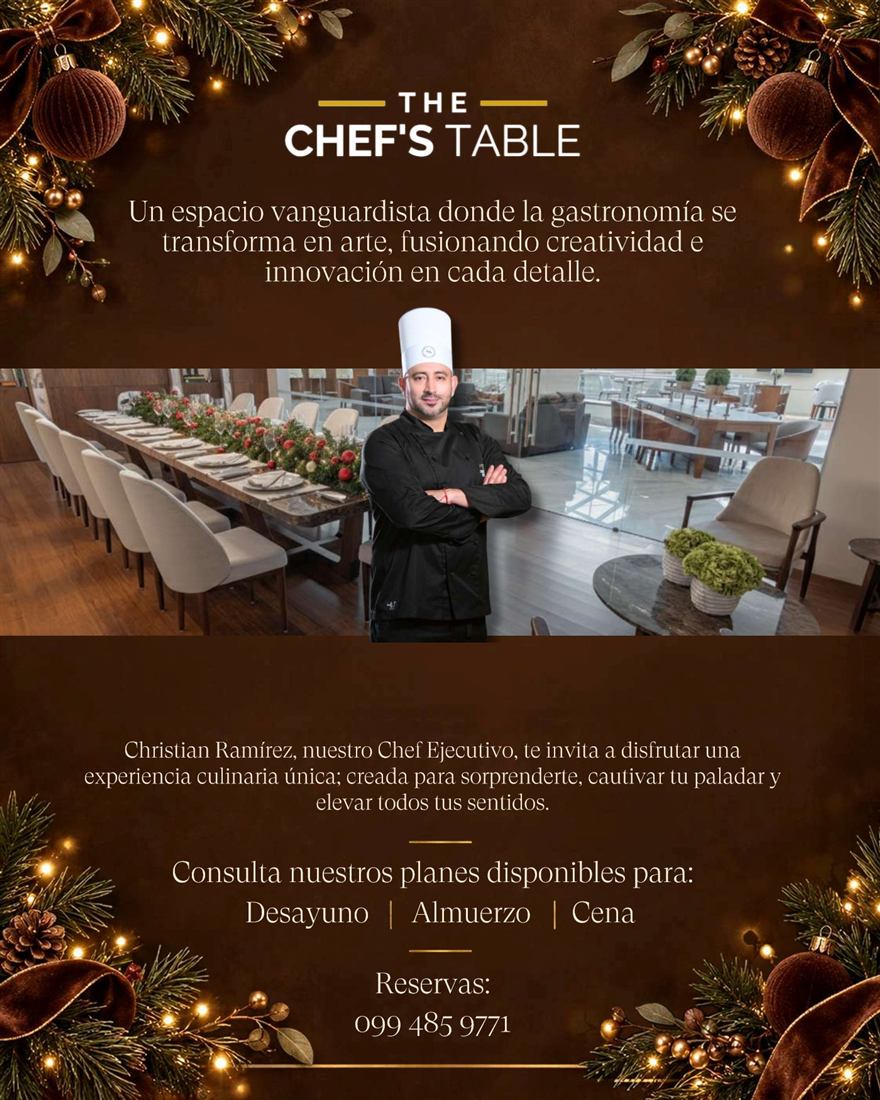 THE
CHEF'S TABLE
Un espacio vanguardista donde la gastronomía se
transforma en arte, fusionando creatividad e
innovación en cada detalle.
Christian Ramírez, nuestro Chef Ejecutivo, te invita a disfrutar una
experiencia culinaria única; creada para sorprenderte, cautivar tu paladar y
elevar todos tus sentidos.
Consulta nuestros planes disponibles para:
Desayuno | Almuerzo | Cena
Reservas:
099 485 9771